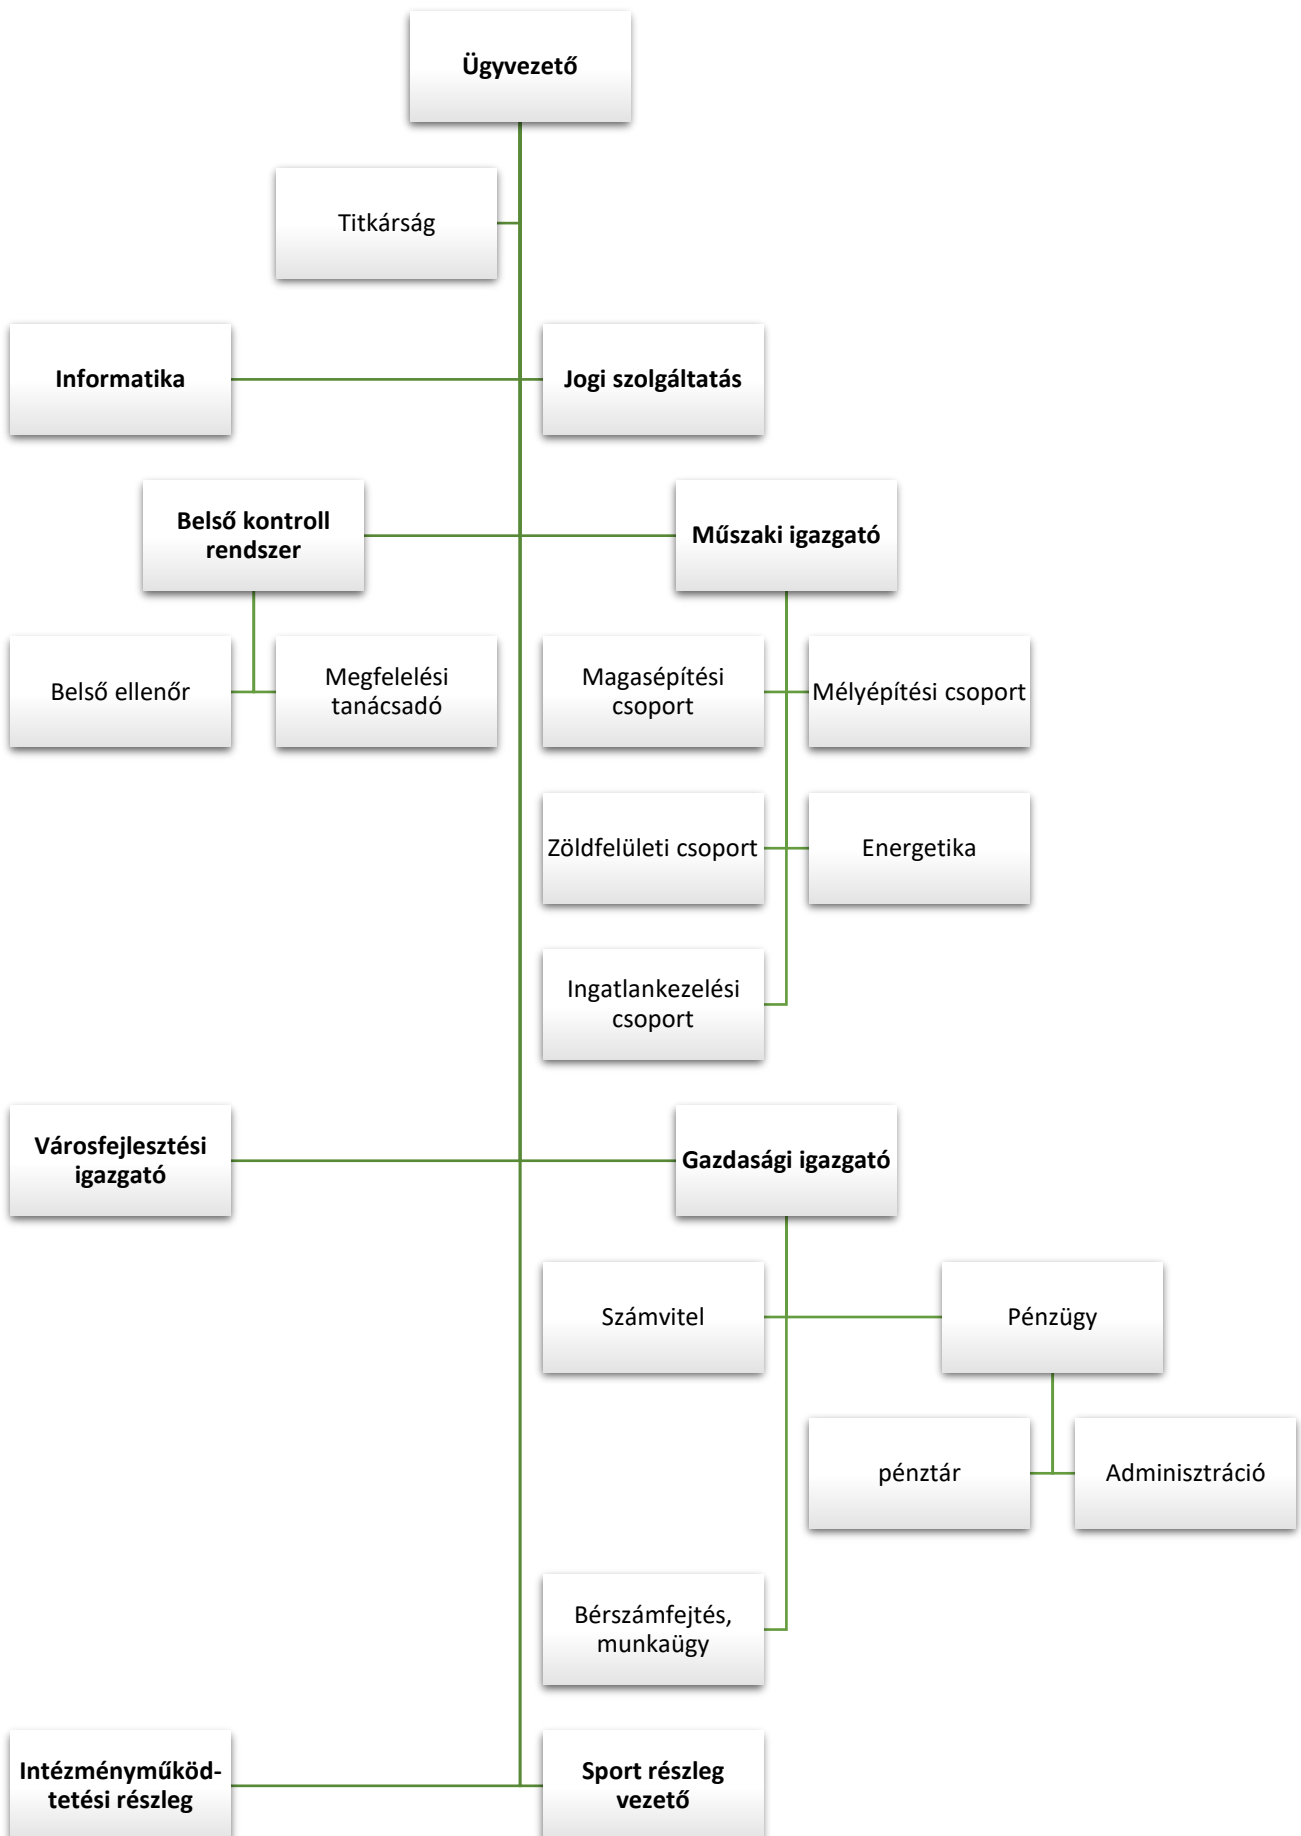 Ügyvezető
Titkárság
Informatika
Jogi szolgáltatás
Belső kontroll
rendszer
Műszaki igazgató
Belső ellenőr
Megfelelési
tanácsadó
Magasépítési
csoport
Mélyépítési csoport
Zöldfelületi csoport
Energetika
Ingatlankezelési
csoport
Városfejlesztési
igazgató
Gazdasági igazgató
Számvitel
Pénzügy
pénztár
Adminisztráció
Bérszámfejtés,
munkaügy
Intézményműköd-
tetési részleg
Sport részleg
vezető